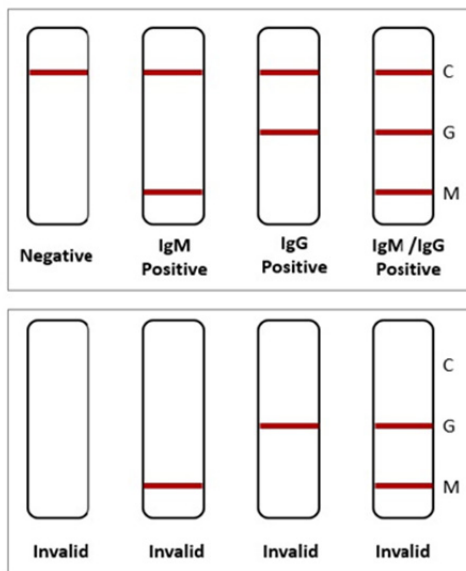 C
G
M
Negative
IgM
Positive
IgG
Positive
IgM /IgG
Positive
C
G
M
Invalid
Invalid
Invalid
Invalid